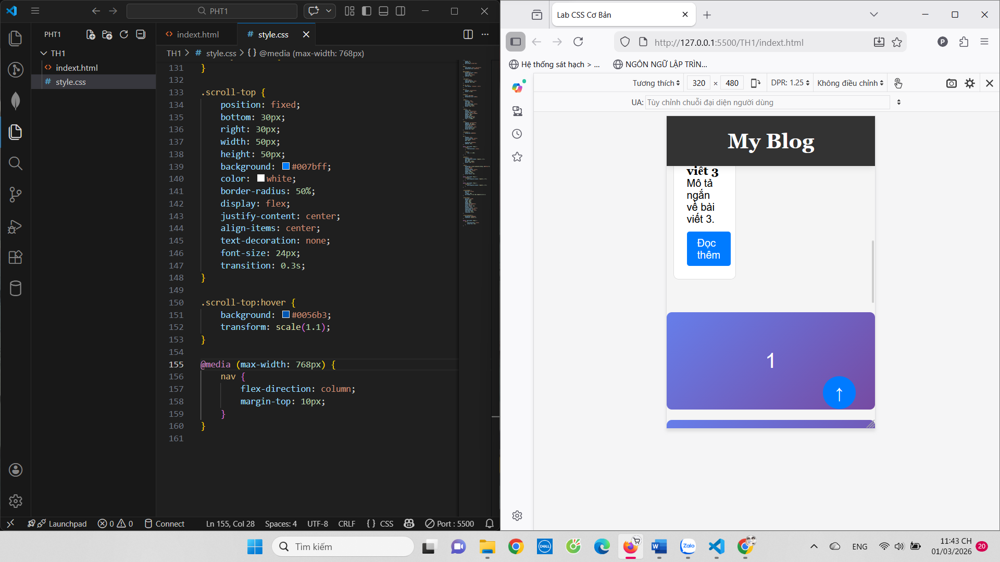 PHT1
PHT1
TH1
indext.html
style.css
indext.html
style.css
TH1 > style.css > { } @media (max-width: 768px)
131 }
132
133 .scroll-top {
134 position: fixed;
135 bottom: 30px;
136 right: 30px;
137 width: 50px;
138 height: 50px;
139 background: #007bff;
140 color: white;
141 border-radius: 50%;
142 display: flex;
143 justify-content: center;
144 align-items: center;
145 text-decoration: none;
146 font-size: 24px;
147 transition: 0.3s;
148 }
149
150 .scroll-top:hover {
151 background: #0056b3;
152 transform: scale(1.1);
153 }
154
155 @media (max-width: 768px) {
156 nav {
157 flex-direction: column;
158 margin-top: 10px;
159 }
160 }
161
Launchpad
0 0
Connect
Ln 155, Col 28
Spaces: 4
UTF-8
CRLF
{ } CSS
Port : 5500
Lab CSS Cơ Bản
http://127.0.0.1:5500/TH1/indext.html
Hệ thống sát hạch > ...
NGÔN NGỮ LẬP TRÌN...
Tương thích 320 × 480 DPR: 1.25 Không điều chỉnh
UA: Tùy chỉnh chuỗi đại diện người dùng
My Blog
viết 3
Mô tả
ngắn
về bài
viết 3.
Đọc
thêm
1
↑
Tìm kiếm
DELL
W
Zalo
ENG
11:43 CH
01/03/2026
20